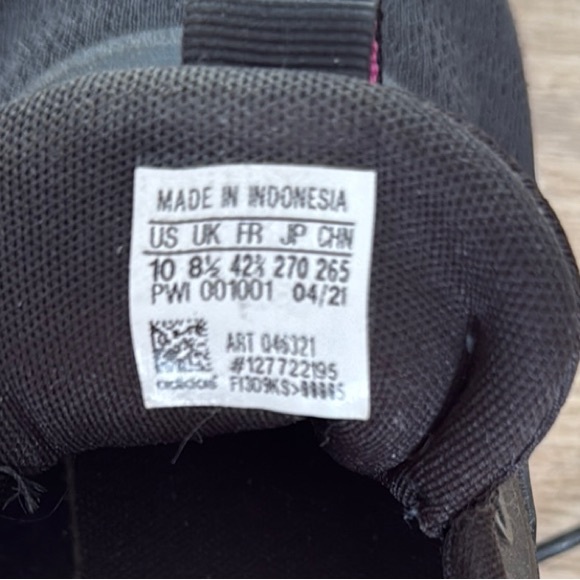 MADE IN INDONESIA
US UK FR JP CHN
10 8½ 42⅔ 270 265
PWI 001001 04/21
ART 046321
#127722195
adidas